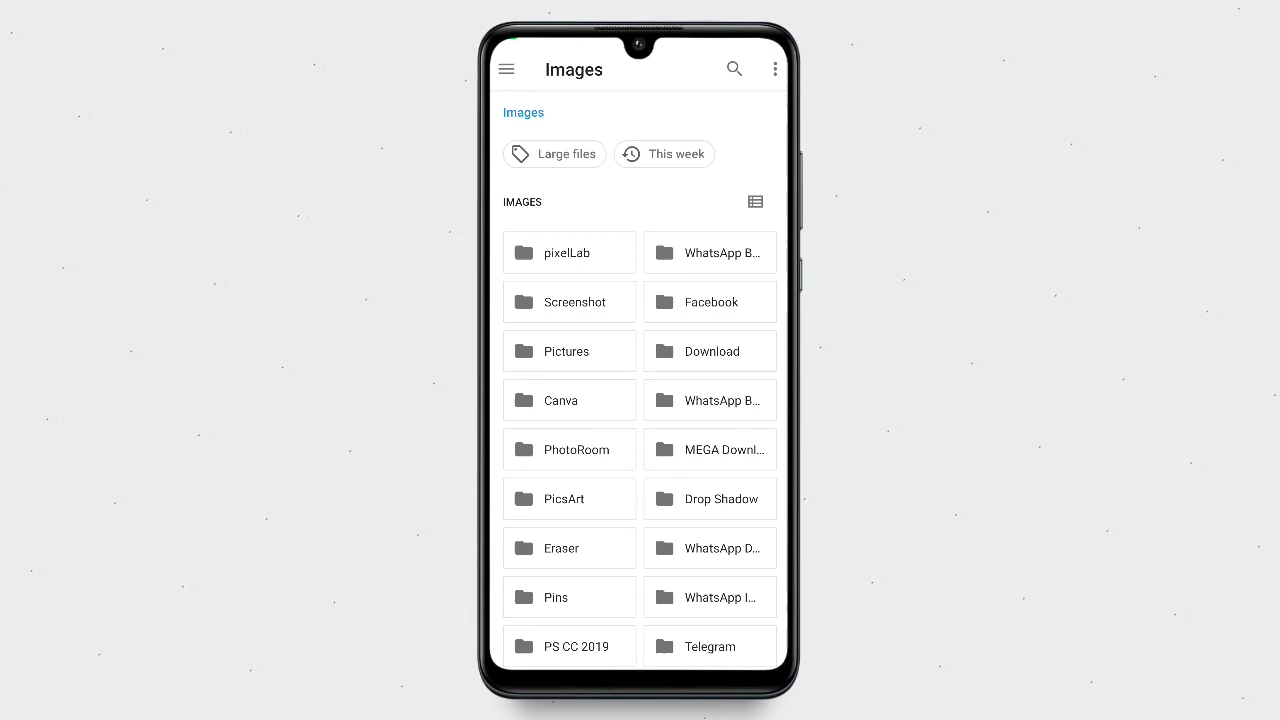 Images
Images
Large files This week
IMAGES
pixelLab WhatsApp B...
Screenshot Facebook
Pictures Download
Canva WhatsApp B...
PhotoRoom MEGA Downl...
PicsArt Drop Shadow
Eraser WhatsApp D...
Pins WhatsApp I...
PS CC 2019 Telegram